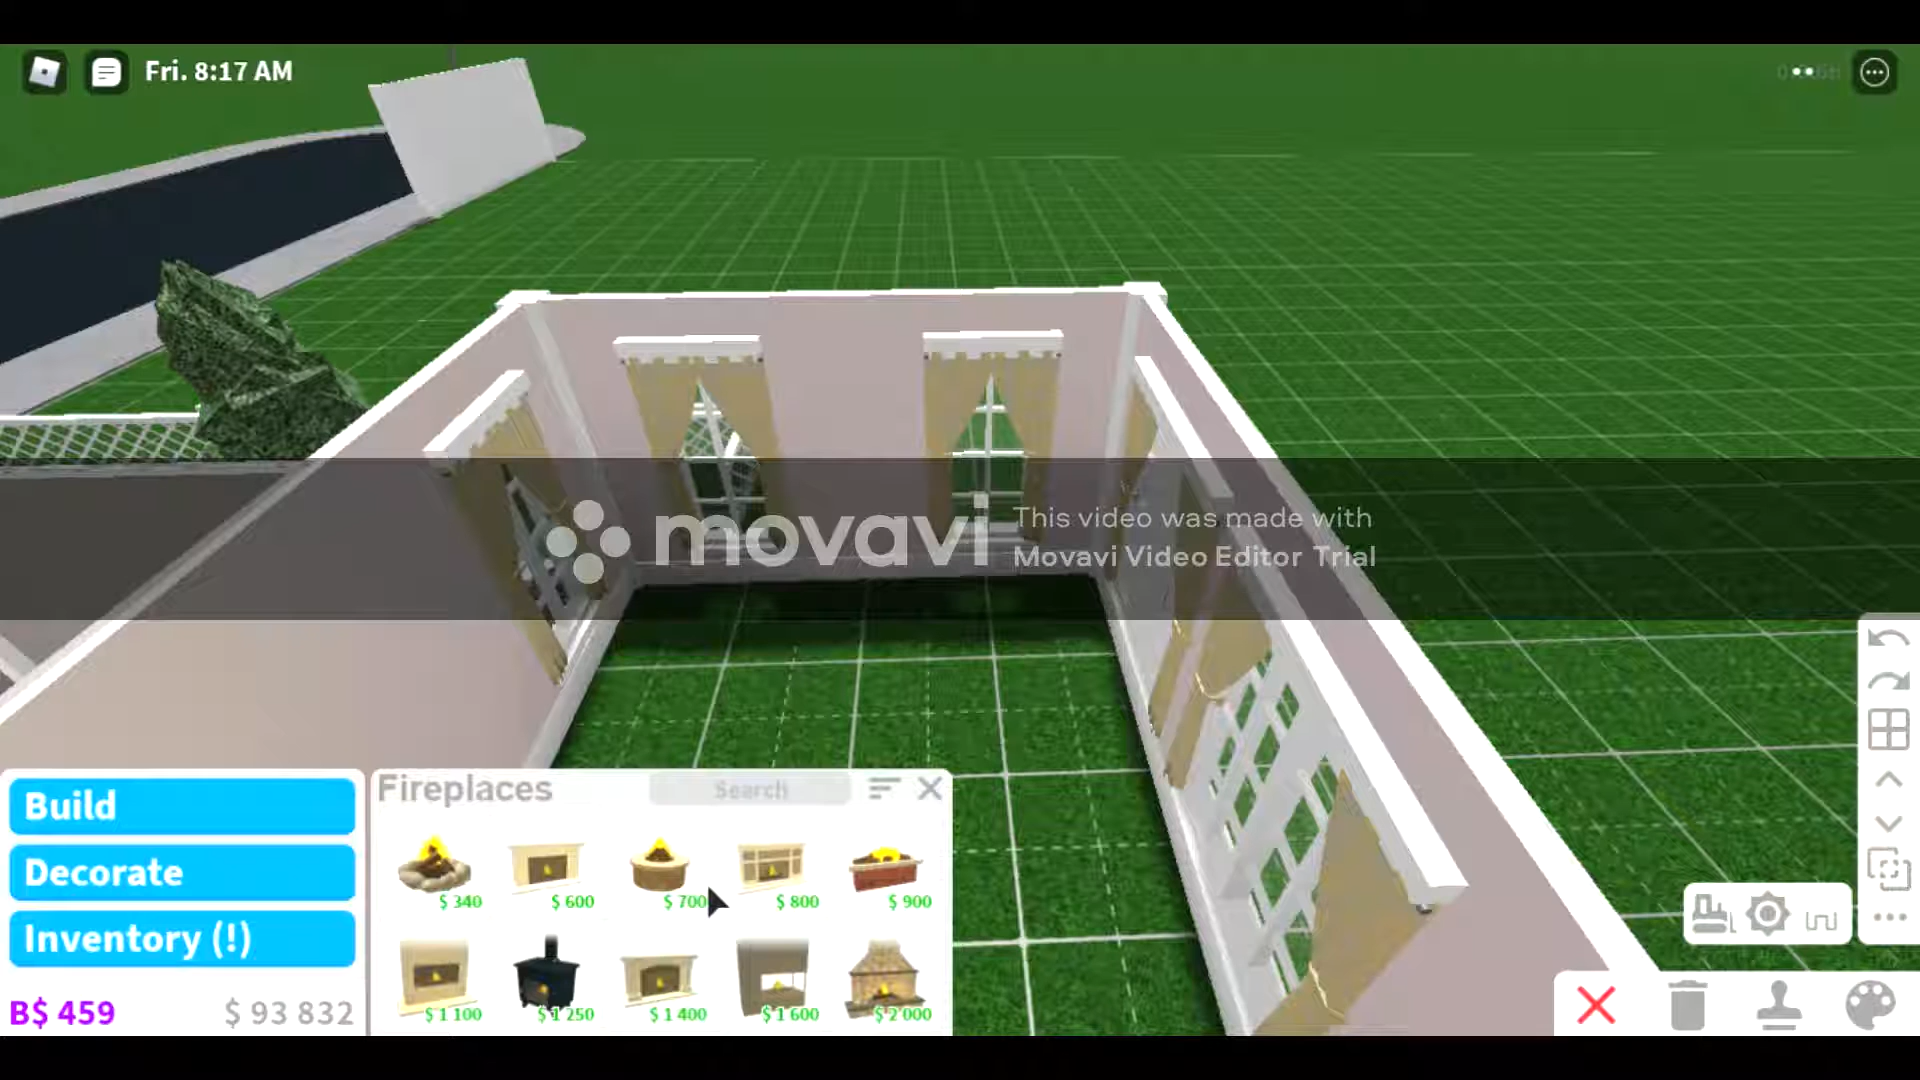 Fri. 8:17 AM
movavi
This video was made with
Movavi Video Editor Trial
Build
Decorate
Inventory (!)
B$ 459
$ 93 832
Fireplaces
Search
$ 340
$ 600
$ 700
$ 800
$ 900
$ 1 100
$ 1 250
$ 1 400
$ 1 600
$ 2 000